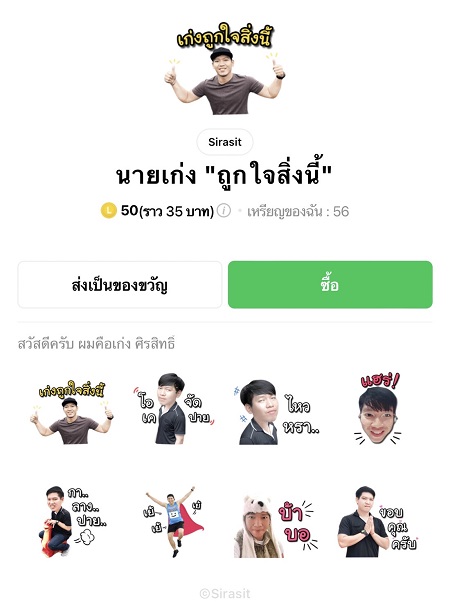 เก่งถูกใจสิ่งนี้
Sirasit
นายเก่ง "ถูกใจสิ่งนี้"
L 50(ราว 35 บาท) i • เหรียญของฉัน : 56
ส่งเป็นของขวัญ
ซื้อ
สวัสดีครับ ผมคือเก่ง ศิรสิทธิ์
เก่งถูกใจสิ่งนี้
โอ
เค
จัด
ปาย
ไหว
หรา..
แฮร่!
กา..
ลาง..
ปาย..
เย้
เย้
เย้
บ้า
บอ
ขอบ
คุณ
ครับ
©Sirasit